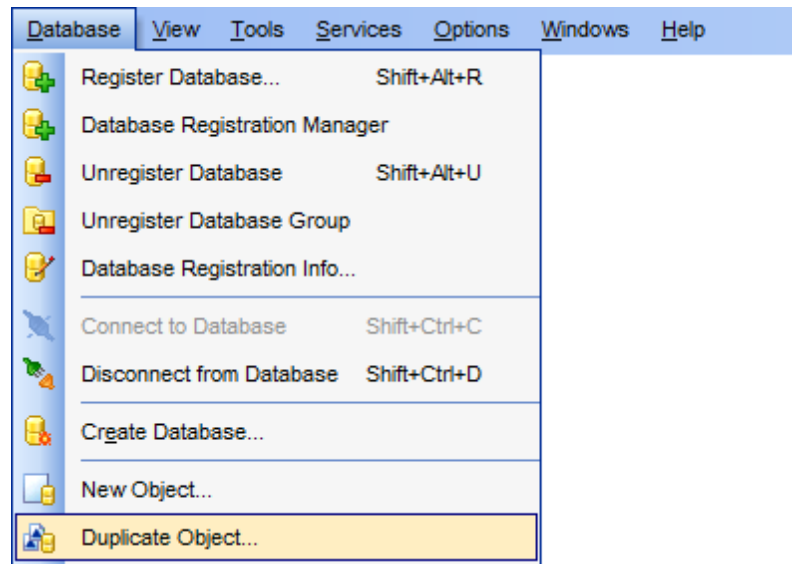 Database View Tools Services Options Windows Help
Register Database... Shift+Alt+R
Database Registration Manager
Unregister Database Shift+Alt+U
Unregister Database Group
Database Registration Info...
Connect to Database Shift+Ctrl+C
Disconnect from Database Shift+Ctrl+D
Create Database...
New Object...
Duplicate Object...